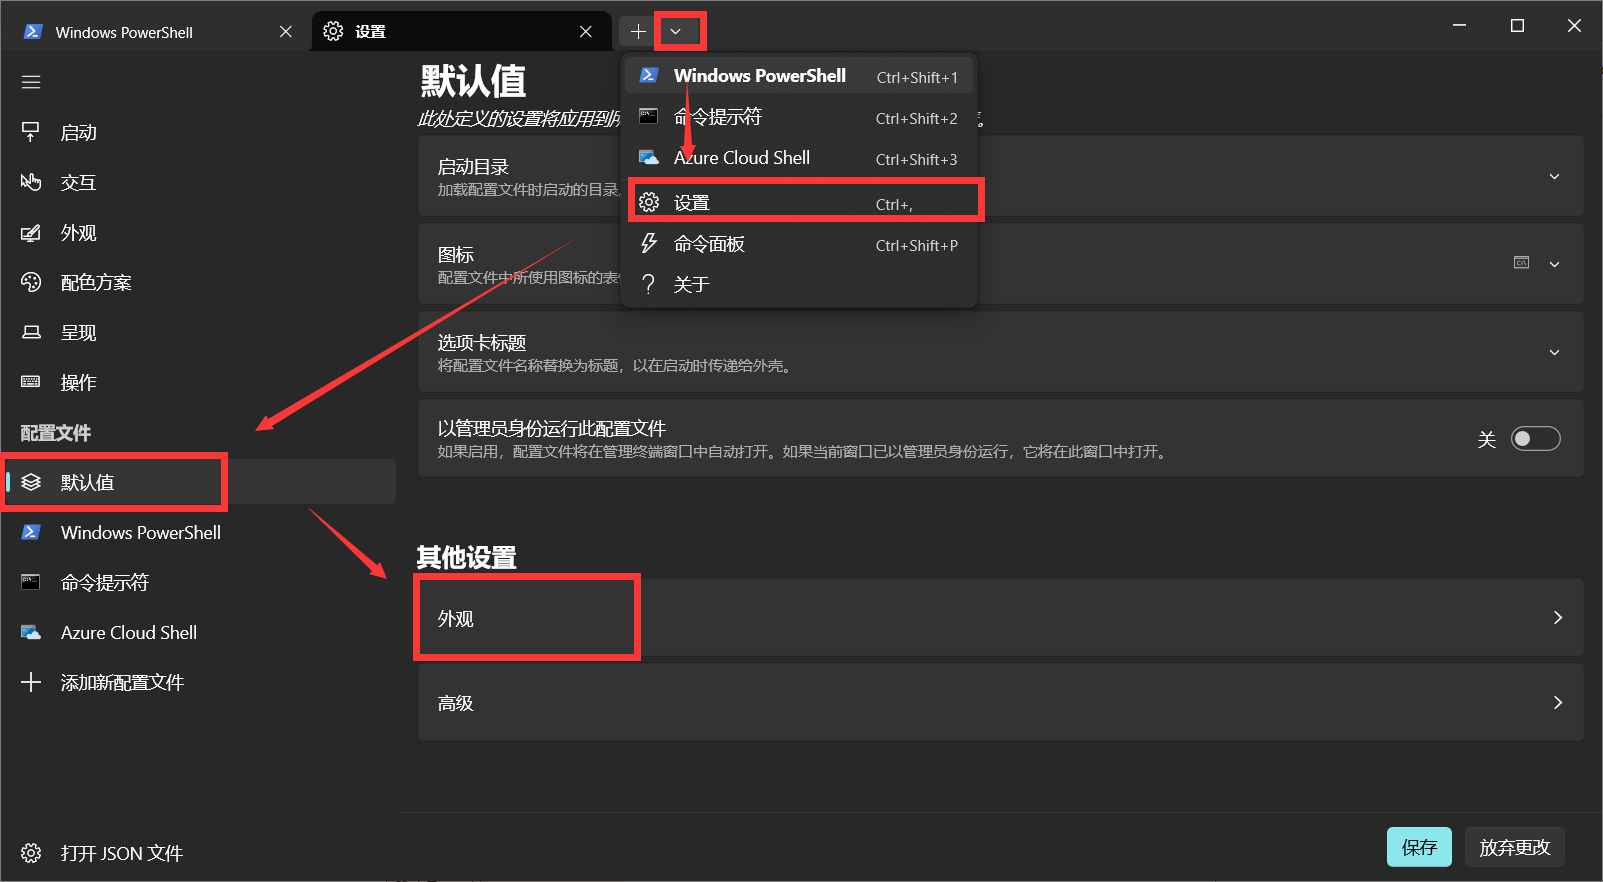 Windows PowerShell
设置
默认值
此处定义的设置将应用到所
Windows PowerShell Ctrl+Shift+1
命令提示符 Ctrl+Shift+2
Azure Cloud Shell Ctrl+Shift+3
设置 Ctrl+,
命令面板 Ctrl+Shift+P
关于
启动
交互
外观
配色方案
呈现
操作
配置文件
默认值
Windows PowerShell
命令提示符
Azure Cloud Shell
添加新配置文件
打开 JSON 文件
启动目录
加载配置文件时启动的目录
图标
配置文件中所使用图标的表
选项卡标题
将配置文件名称替换为标题，以在启动时传递给外壳。
以管理员身份运行此配置文件
如果启用，配置文件将在管理终端窗口中自动打开。如果当前窗口已以管理员身份运行，它将在此窗口中打开。
关
其他设置
外观
高级
保存
放弃更改